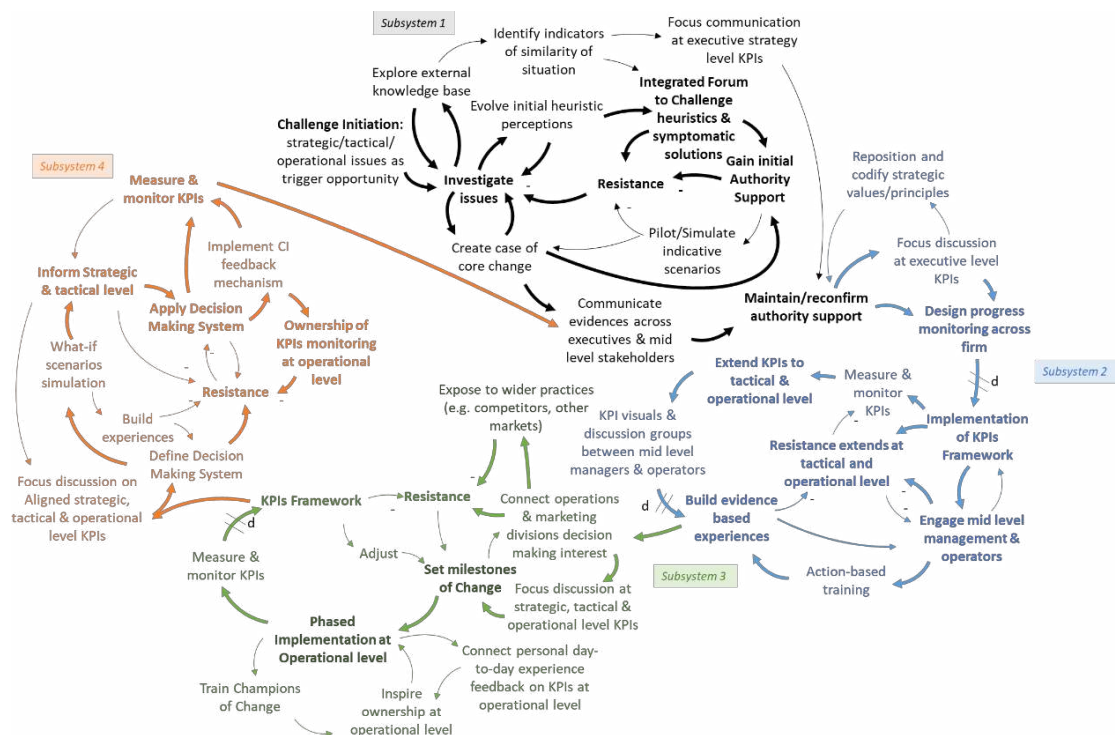 Subsystem 1
Identify indicators
of similarity of
situation
Focus communication
at executive strategy
level KPIs
Explore external
knowledge base
Integrated Forum
to Challenge
heuristics &
symptomatic
solutions
Evolve initial heuristic
perceptions
Challenge Initiation:
strategic/tactical/
operational issues as
trigger opportunity
Investigate
issues
-
Resistance
-
Gain initial
Authority
Support
-
Create case of
core change
Pilot/Simulate
indicative
scenarios
Communicate
evidences across
executives & mid
level stakeholders
Maintain/reconfirm
authority support
Reposition and
codify strategic
values/principles
Focus discussion
at executive level
KPIs
Design progress
monitoring across
firm
Subsystem 2
d
Extend KPIs to
tactical &
operational level
Measure &
monitor KPIs
-
Implementation
of KPIs
Framework
KPI visuals &
discussion groups
between mid level
managers & operators
Resistance extends at
tactical and
operational level
-
-
-
d
Build evidence
based
experiences
Engage mid level
management &
operators
Action-based
training
Subsystem 4
Measure &
monitor KPIs
Implement CI
feedback
mechanism
Inform Strategic
& tactical level
Apply Decision
Making System
Ownership of
KPIs monitoring
at operational
level
What-if
scenarios
simulation
-
-
Resistance
-
-
Build
experiences
Define Decision
Making System
Focus discussion on
Aligned strategic,
tactical & operational
level KPIs
Subsystem 3
Expose to wider practices
(e.g. competitors, other
markets)
-
KPIs Framework
Resistance
-
Connect operations
& marketing
divisions decision
making interest
d
Measure &
monitor KPIs
Adjust
Set milestones
of Change
Focus discussion at
strategic, tactical &
operational level KPIs
Phased
Implementation at
Operational level
Connect personal day-
to-day experience
feedback on KPIs at
operational level
Train Champions
of Change
Inspire
ownership at
operational level